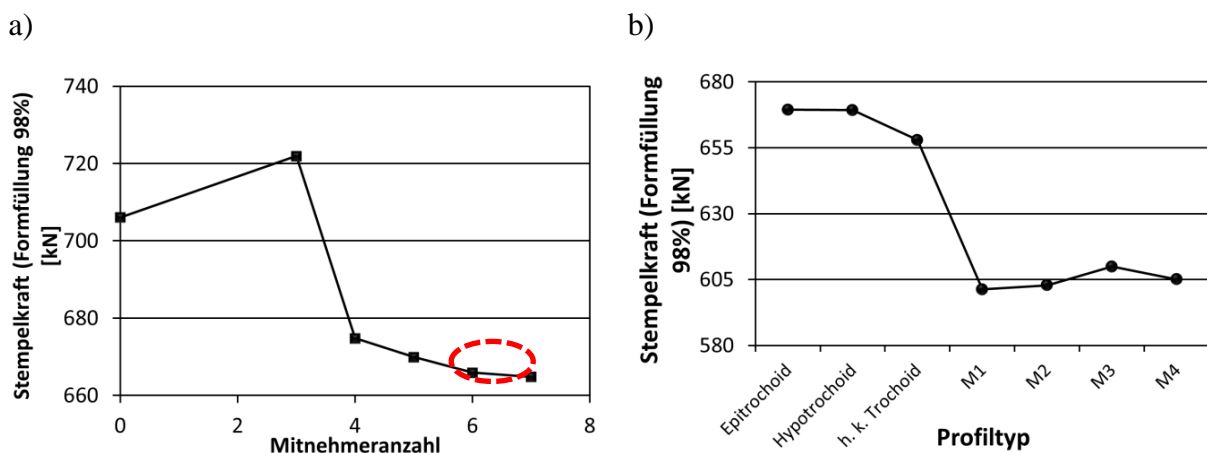 a)
Stempelkraft (Formfüllung 98%)
[kN]
740
720
700
680
660
0
2
4
6
8
Mitnehmeranzahl
b)
Stempelkraft (Formfüllung
98%) [kN]
680
655
630
605
580
Epitrochoid
Hypotrochoid
h. k. Trochoid
M1
M2
M3
M4
Profiltyp